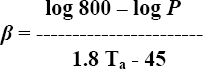 log 800 – log P
β = ------------------------
1.8 Tₐ - 45